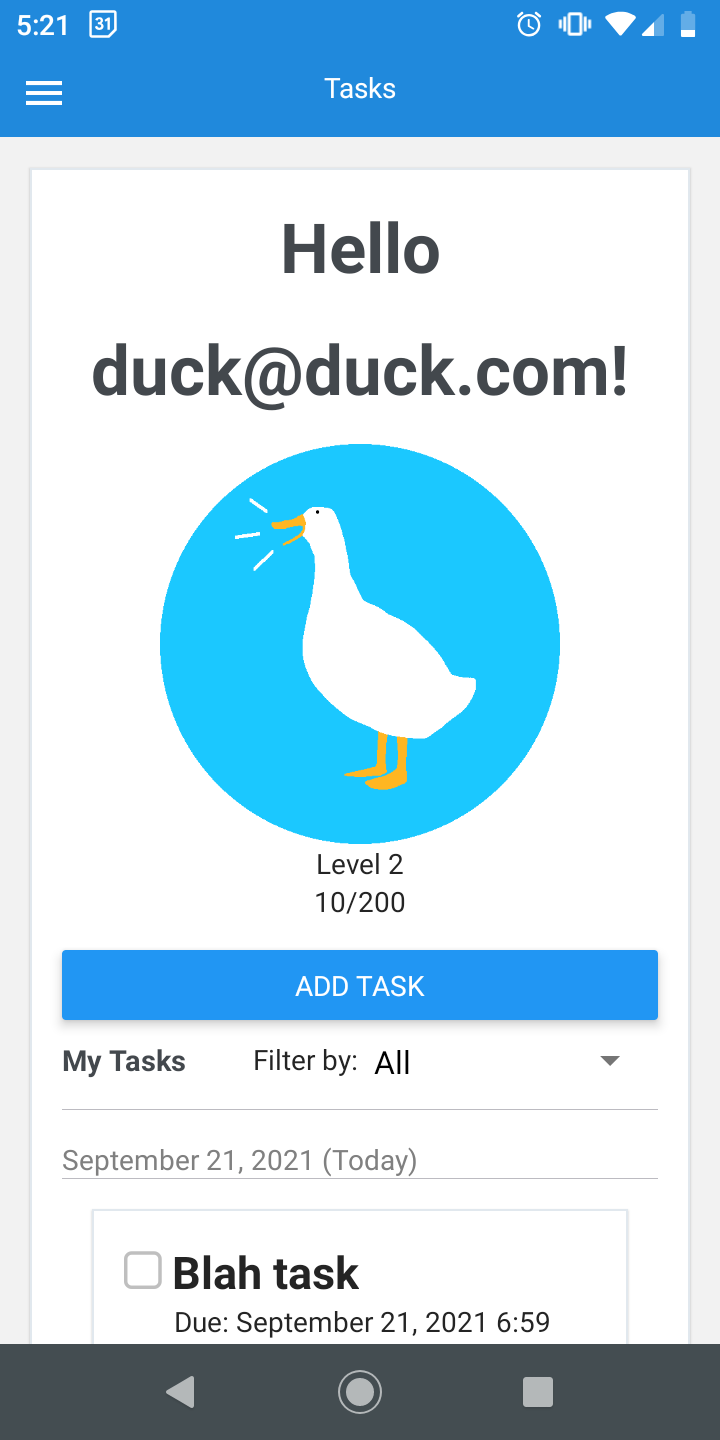 5:21 31
Tasks
Hello
duck@duck.com!
Level 2
10/200
ADD TASK
My Tasks Filter by: All
September 21, 2021 (Today)
Blah task
Due: September 21, 2021 6:59